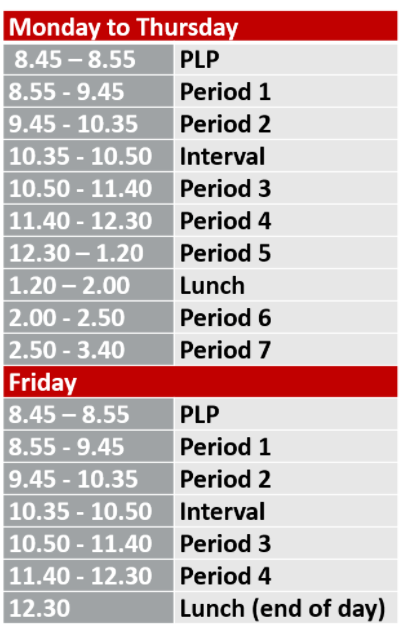 Monday to Thursday
8.45 – 8.55 PLP
8.55 - 9.45 Period 1
9.45 - 10.35 Period 2
10.35 - 10.50 Interval
10.50 - 11.40 Period 3
11.40 - 12.30 Period 4
12.30 – 1.20 Period 5
1.20 – 2.00 Lunch
2.00 - 2.50 Period 6
2.50 - 3.40 Period 7
Friday
8.45 – 8.55 PLP
8.55 - 9.45 Period 1
9.45 - 10.35 Period 2
10.35 - 10.50 Interval
10.50 - 11.40 Period 3
11.40 - 12.30 Period 4
12.30 Lunch (end of day)